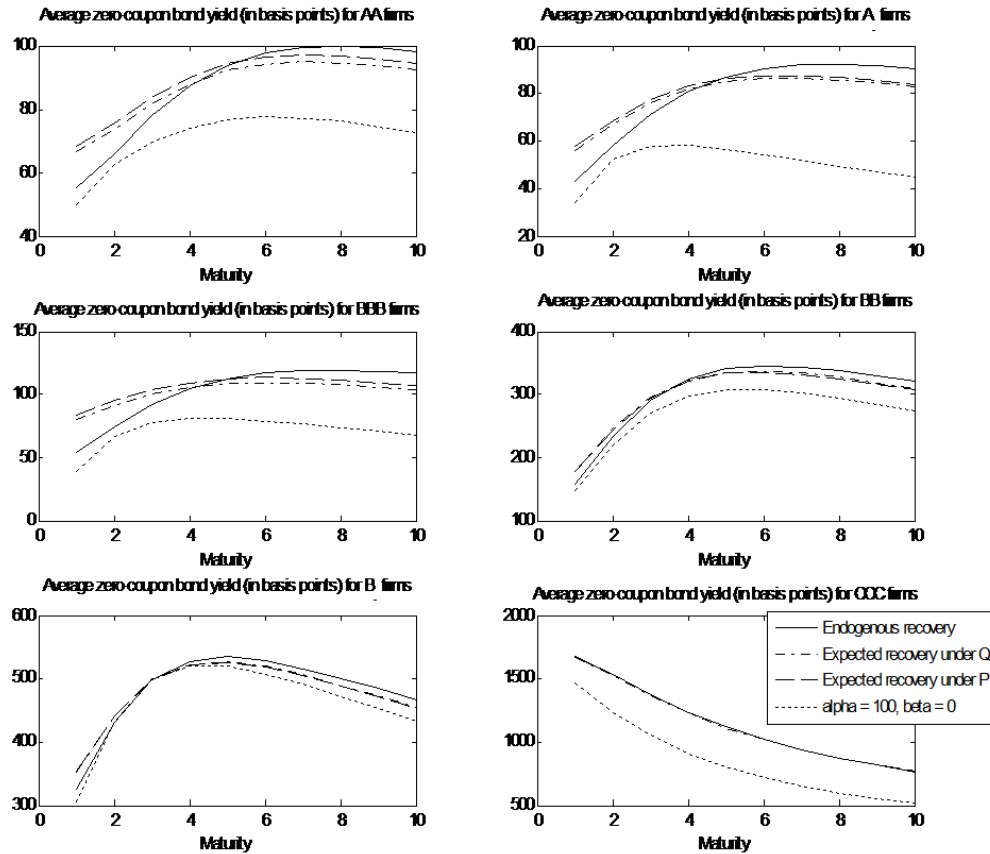 Average zero-coupon bond yield (in basis points) for AA firms
100
80
60
40
0 2 4 6 8 10
Maturity
Average zero-coupon bond yield (in basis points) for A firms
100
80
60
40
20
0 2 4 6 8 10
Maturity
Average zero-coupon bond yield (in basis points) for BBB firms
150
100
50
0
0 2 4 6 8 10
Maturity
Average zero-coupon bond yield (in basis points) for BB firms
400
300
200
100
0 2 4 6 8 10
Maturity
Average zero-coupon bond yield (in basis points) for B firms
600
500
400
300
0 2 4 6 8 10
Maturity
Average zero-coupon bond yield (in basis points) for CCC firms
2000
1500
1000
500
0 2 4 6 8 10
Maturity
Endogenous recovery
Expected recovery under Q
Expected recovery under P
alpha = 100, beta = 0